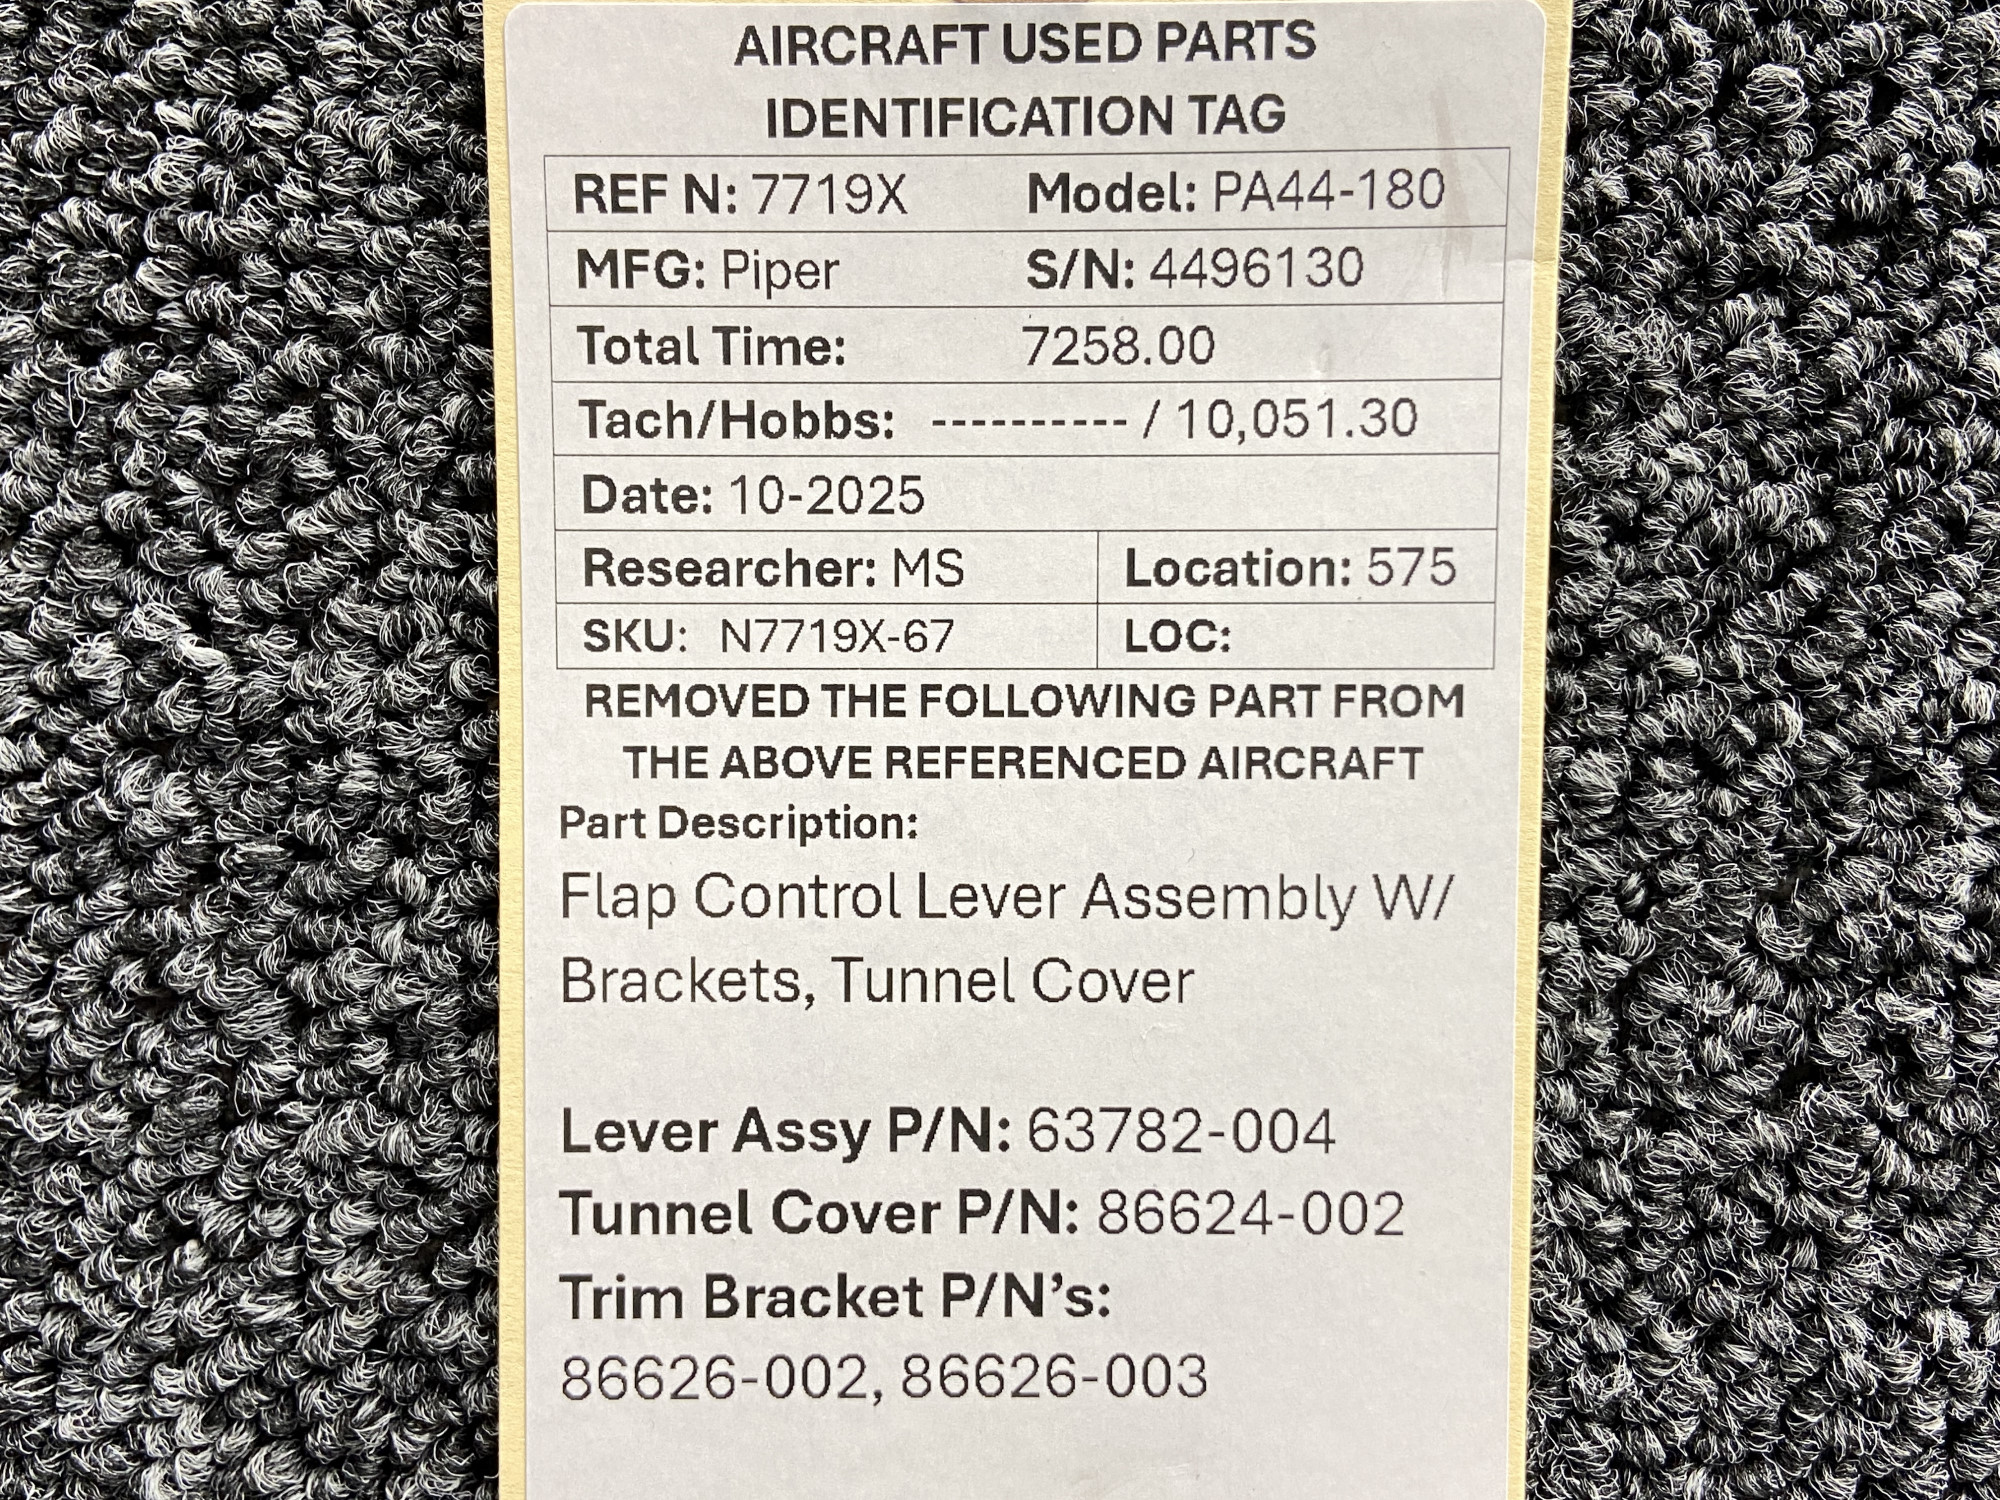 AIRCRAFT USED PARTS
IDENTIFICATION TAG
REF N: 7719X Model: PA44-180
MFG: Piper S/N: 4496130
Total Time: 7258.00
Tach/Hobbs: ---------- / 10,051.30
Date: 10-2025
Researcher: MS Location: 575
SKU: N7719X-67 LOC:
REMOVED THE FOLLOWING PART FROM
THE ABOVE REFERENCED AIRCRAFT
Part Description:
Flap Control Lever Assembly W/
Brackets, Tunnel Cover
Lever Assy P/N: 63782-004
Tunnel Cover P/N: 86624-002
Trim Bracket P/N’s:
86626-002, 86626-003